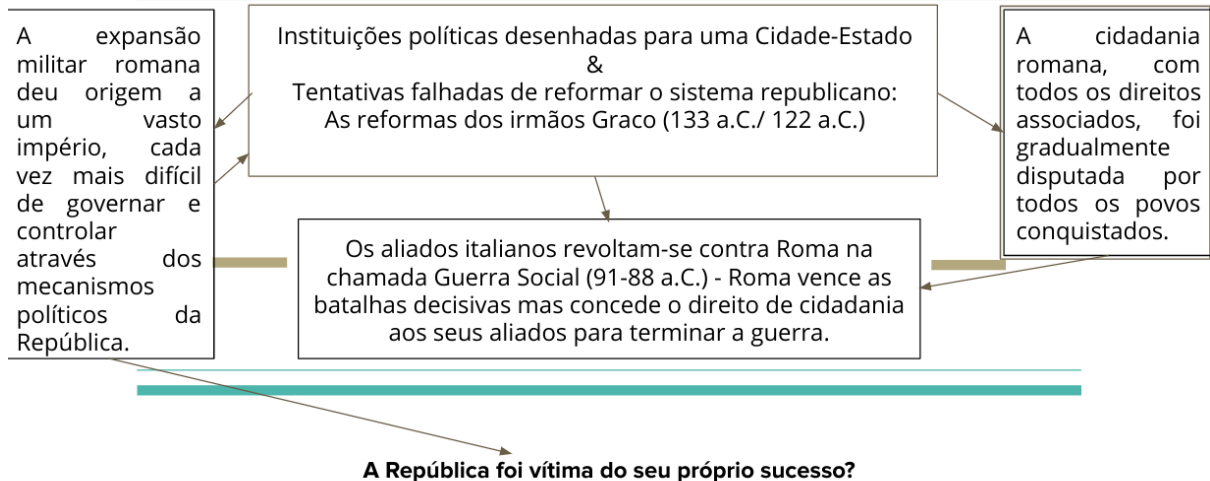 A expansão
militar romana
deu origem a
um vasto
império, cada
vez mais difícil
de governar e
controlar
através dos
mecanismos
políticos da
República.
Instituições políticas desenhadas para uma Cidade-Estado
&
Tentativas falhadas de reformar o sistema republicano:
As reformas dos irmãos Graco (133 a.C./ 122 a.C.)
A cidadania
romana, com
todos os direitos
associados, foi
gradualmente
disputada por
todos os povos
conquistados.
Os aliados italianos revoltam-se contra Roma na
chamada Guerra Social (91-88 a.C.) - Roma vence as
batalhas decisivas mas concede o direito de cidadania
aos seus aliados para terminar a guerra.
A República foi vítima do seu próprio sucesso?